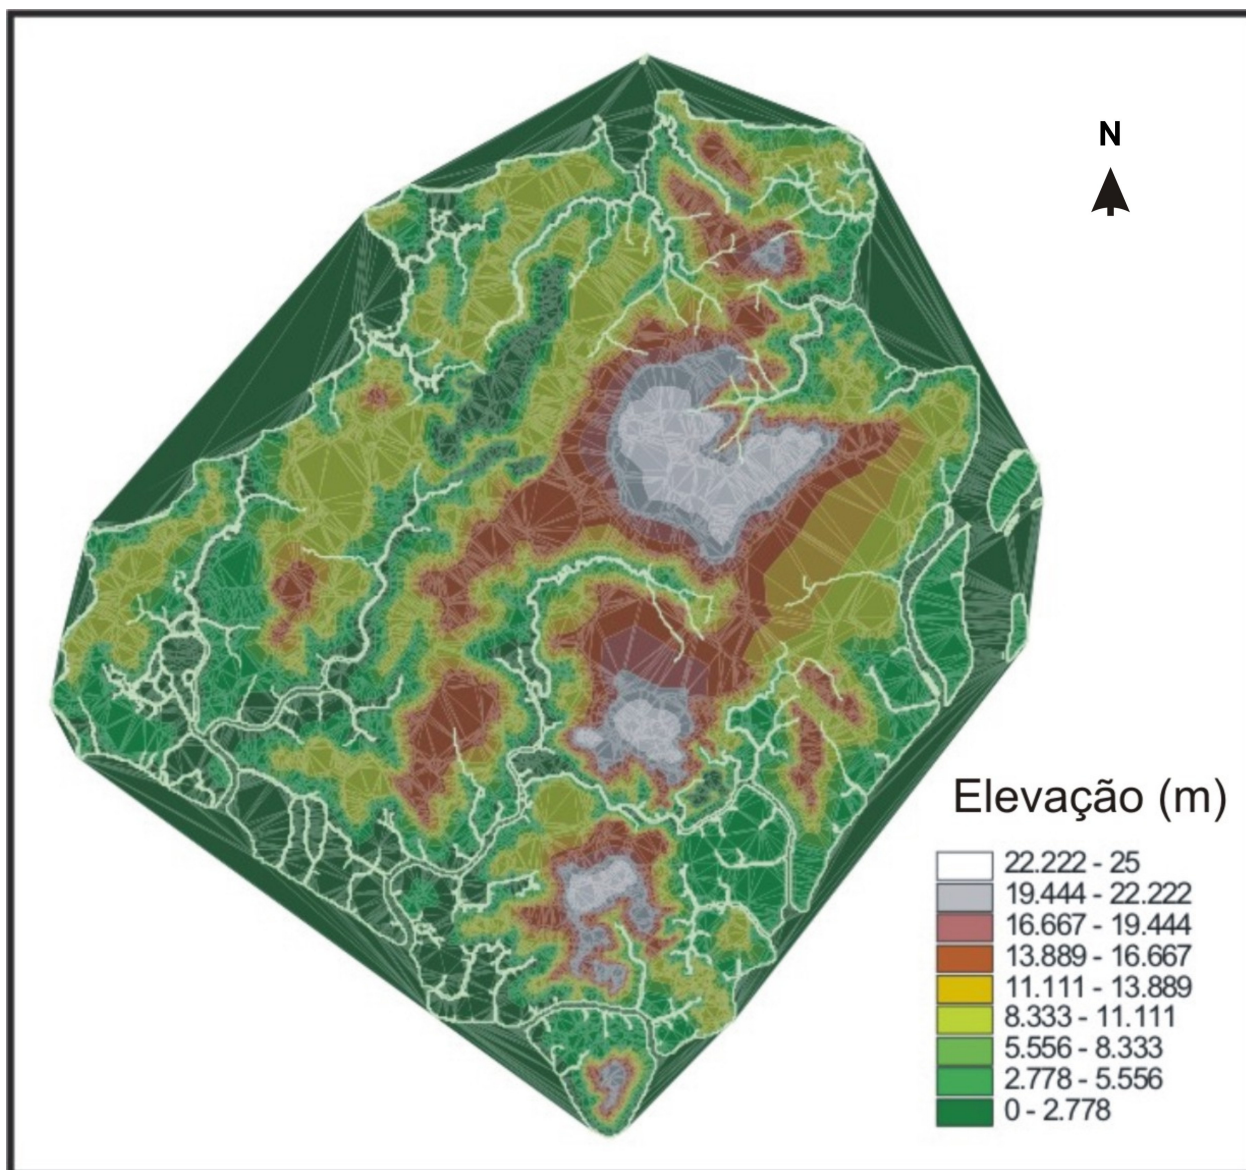 N
Elevação (m)
22.222 - 25
19.444 - 22.222
16.667 - 19.444
13.889 - 16.667
11.111 - 13.889
8.333 - 11.111
5.556 - 8.333
2.778 - 5.556
0 - 2.778